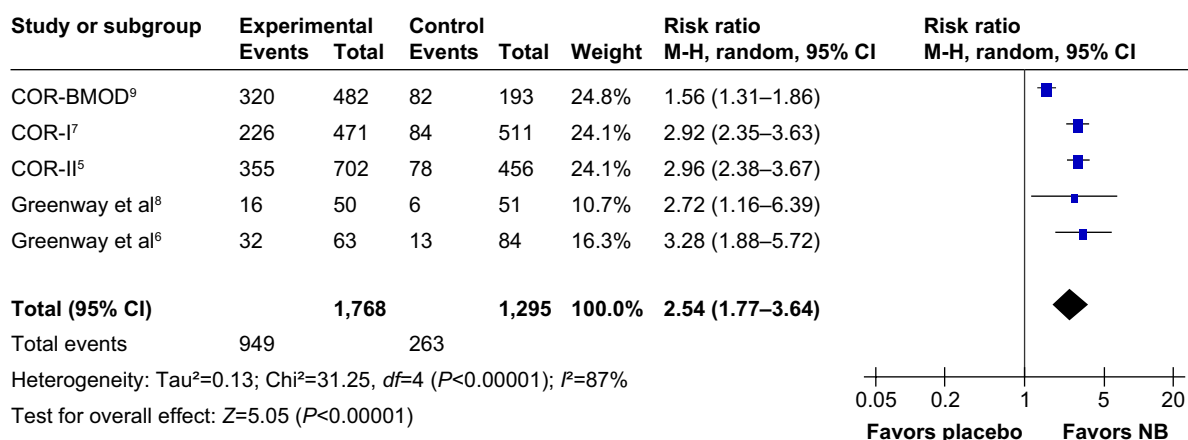 Study or subgroup Experimental Control Risk ratio Risk ratio
Events Total Events Total Weight M-H, random, 95% CI M-H, random, 95% CI
COR-BMOD⁹ 320 482 82 193 24.8% 1.56 (1.31–1.86)
COR-I⁷ 226 471 84 511 24.1% 2.92 (2.35–3.63)
COR-II⁵ 355 702 78 456 24.1% 2.96 (2.38–3.67)
Greenway et al⁸ 16 50 6 51 10.7% 2.72 (1.16–6.39)
Greenway et al⁶ 32 63 13 84 16.3% 3.28 (1.88–5.72)
Total (95% CI) 1,768 1,295 100.0% 2.54 (1.77–3.64)
Total events 949 263
Heterogeneity: Tau²=0.13; Chi²=31.25, df=4 (P<0.00001); I²=87%
Test for overall effect: Z=5.05 (P<0.00001)
0.05 0.2 1 5 20
Favors placebo Favors NB